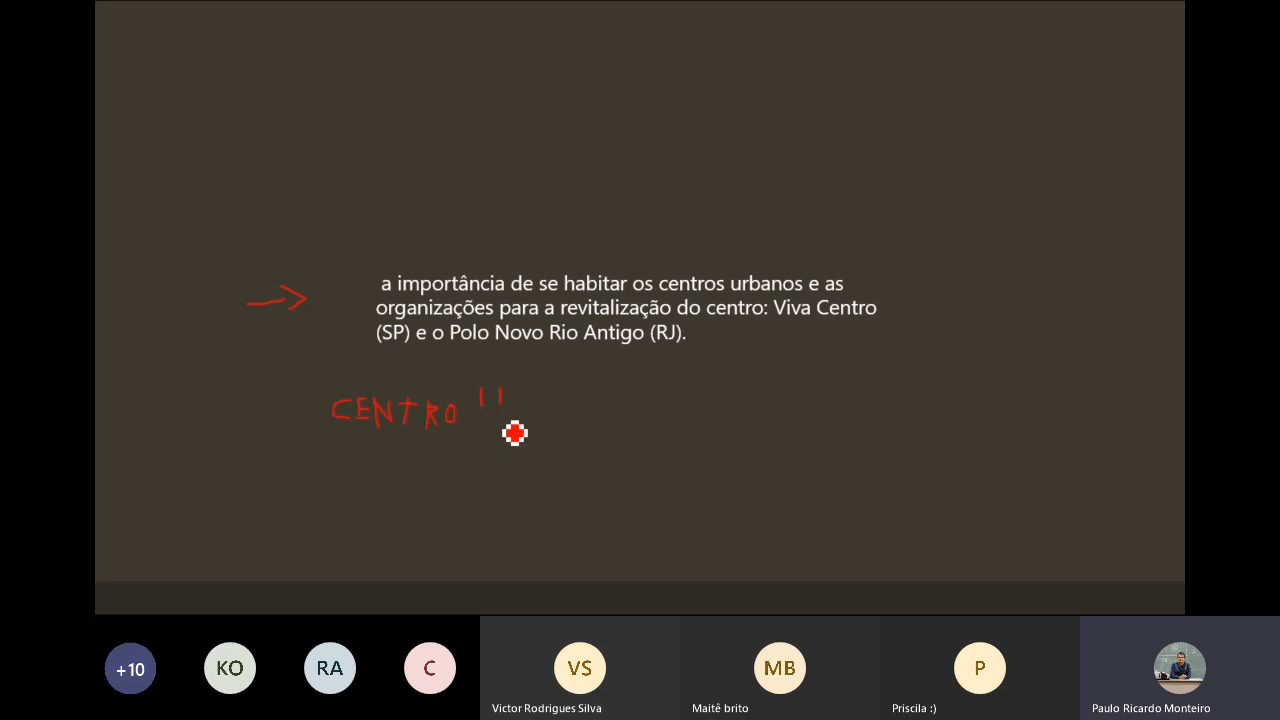 a importância de se habitar os centros urbanos e as
organizações para a revitalização do centro: Viva Centro
(SP) e o Polo Novo Rio Antigo (RJ).
CENTRO !!
+10
KO
RA
C
VS
MB
P
Victor Rodrigues Silva
Maitê brito
Priscila :)
Paulo Ricardo Monteiro